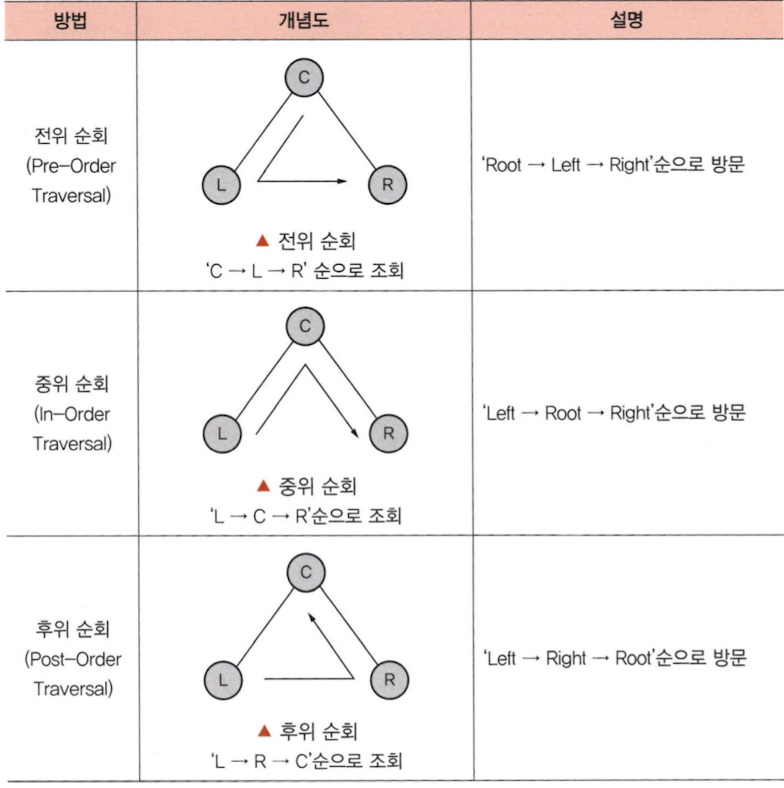 방법 개념도 설명
전위 순회
(Pre-Order
Traversal)
C
L R
▲ 전위 순회
'C → L → R' 순으로 조회
'Root → Left → Right'순으로 방문
중위 순회
(In-Order
Traversal)
C
L R
▲ 중위 순회
'L → C → R'순으로 조회
'Left → Root → Right'순으로 방문
후위 순회
(Post-Order
Traversal)
C
L R
▲ 후위 순회
'L → R → C'순으로 조회
'Left → Right → Root'순으로 방문